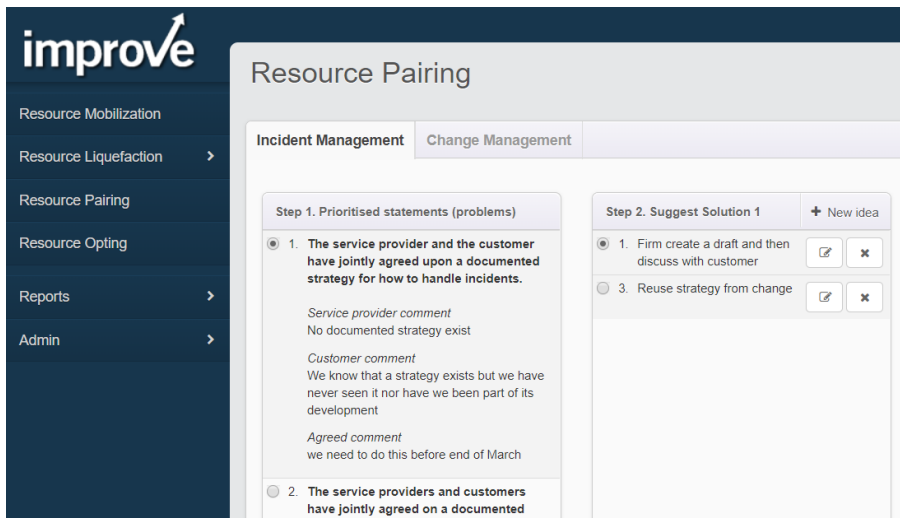 improve
Resource Mobilization
Resource Liquefaction
Resource Pairing
Resource Opting
Reports
Admin
Resource Pairing
Incident Management
Change Management
Step 1. Prioritised statements (problems)
1. The service provider and the customer
have jointly agreed upon a documented
strategy for how to handle incidents.
Service provider comment
No documented strategy exist
Customer comment
We know that a strategy exists but we have
never seen it nor have we been part of its
development
Agreed comment
we need to do this before end of March
2. The service providers and customers
have jointly agreed on a documented
Step 2. Suggest Solution 1
+ New idea
1. Firm create a draft and then
discuss with customer
3. Reuse strategy from change